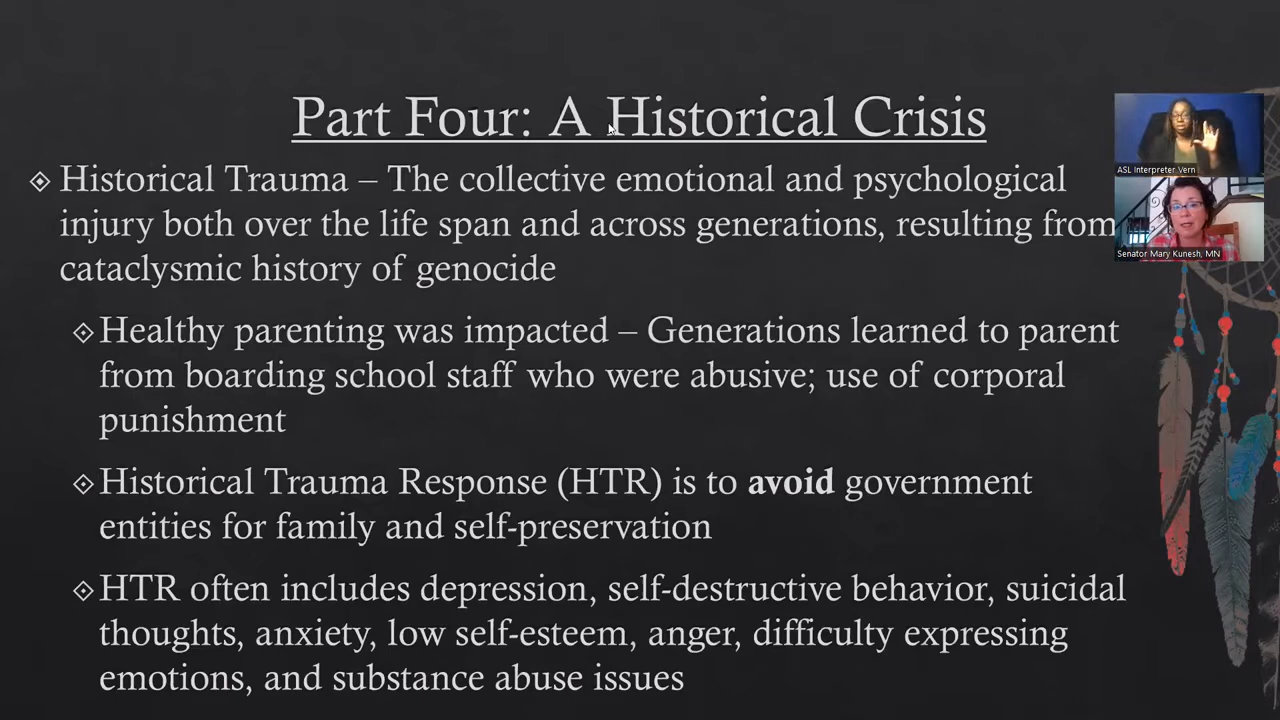 Part Four: A Historical Crisis
Historical Trauma – The collective emotional and psychological
injury both over the life span and across generations, resulting from
cataclysmic history of genocide
Healthy parenting was impacted – Generations learned to parent
from boarding school staff who were abusive; use of corporal
punishment
Historical Trauma Response (HTR) is to avoid government
entities for family and self-preservation
HTR often includes depression, self-destructive behavior, suicidal
thoughts, anxiety, low self-esteem, anger, difficulty expressing
emotions, and substance abuse issues
ASL Interpreter Vern
Senator Mary Kunesh, MN